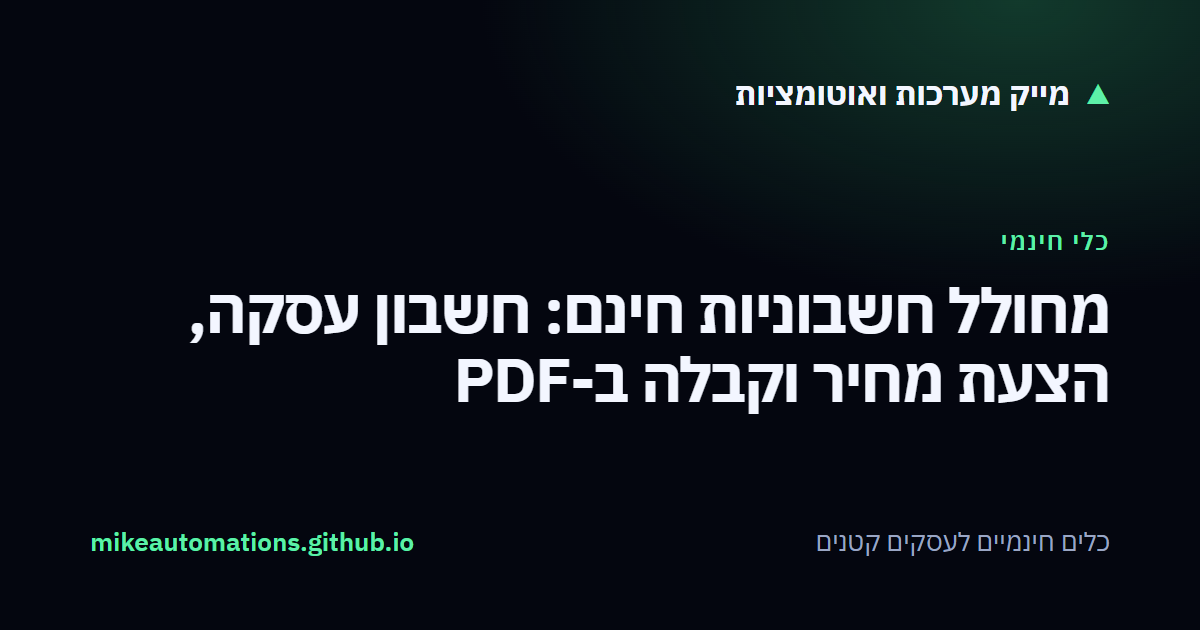 מייק מערכות ואוטומציות
כלי חינמי
מחולל חשבוניות חינם: חשבון עסקה,
הצעת מחיר וקבלה ב-PDF
כלים חינמיים לעסקים קטנים
mikeautomations.github.io